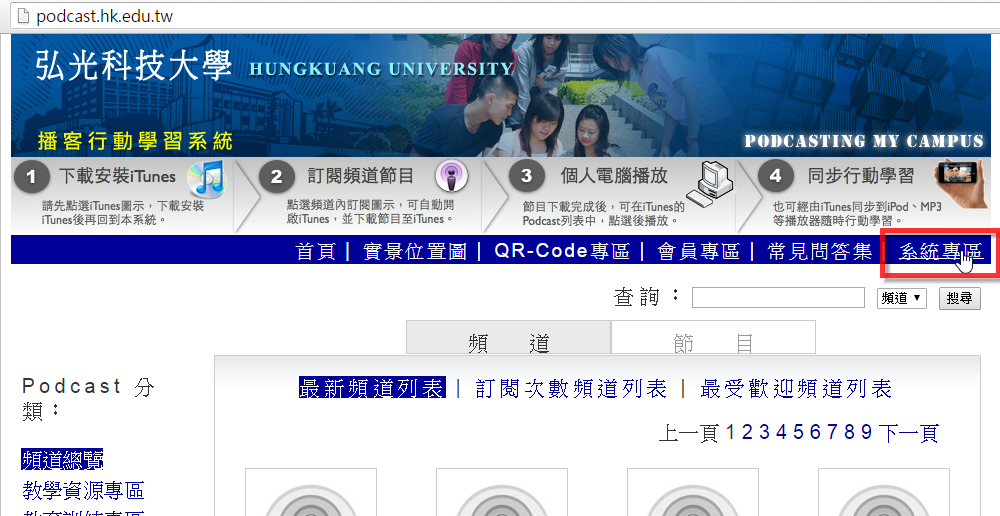 podcast.hk.edu.tw
弘光科技大學 HUNGKUANG UNIVERSITY
播客行動學習系統
PODCASTING MY CAMPUS
1 下載安裝iTunes
請先點選iTunes圖示，下載安裝
iTunes後再回到本系統。
2 訂閱頻道節目
點選頻道內訂閱圖示，可自動開
啟iTunes，並下載節目至iTunes。
3 個人電腦播放
節目下載完成後，可在iTunes的
Podcast列表中，點選後播放。
4 同步行動學習
也可經由iTunes同步到iPod、MP3
等播放器隨時行動學習。
首頁 | 實景位置圖 | QR-Code專區 | 會員專區 | 常見問答集 系統專區
查詢： 頻道 搜尋
頻道 節目
Podcast 分
類：
頻道總覽
教學資源專區
教育訓練專區
最新頻道列表 | 訂閱次數頻道列表 | 最受歡迎頻道列表
上一頁 1 2 3 4 5 6 7 8 9 下一頁